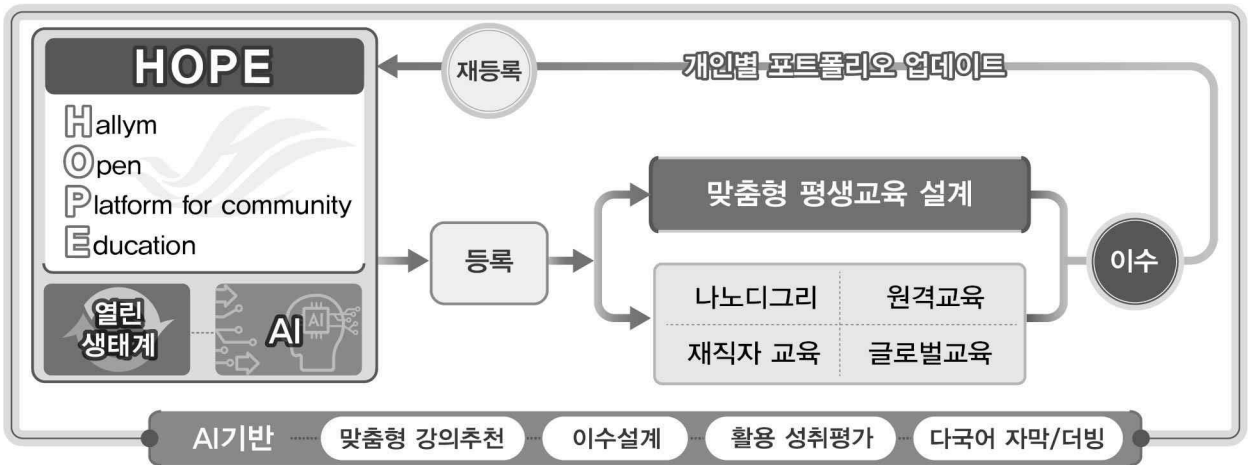 HOPE
Hallym
Open
Platform for community
Education
열린
생태계
AI
AI
재등록
개인별 포트폴리오 업데이트
등록
맞춤형 평생교육 설계
나노디그리
원격교육
재직자 교육
글로벌교육
이수
AI기반
맞춤형 강의추천
이수설계
활용 성취평가
다국어 자막/더빙